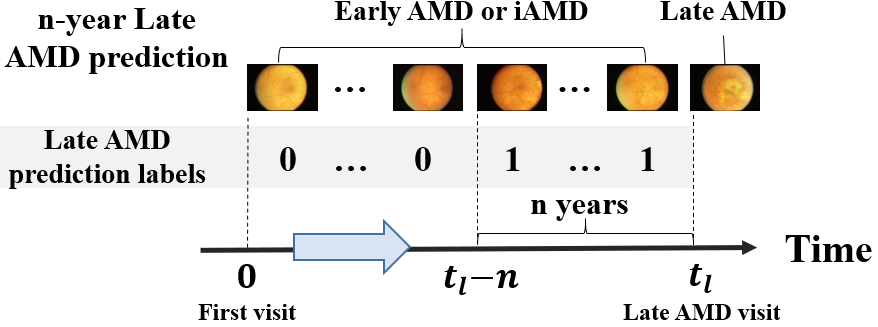 n-year Late
AMD prediction
Early AMD or iAMD
Late AMD
... ...
Late AMD
prediction labels
0 ... 0 1 ... 1
n years
Time
0
t_l−n
t_l
First visit
Late AMD visit